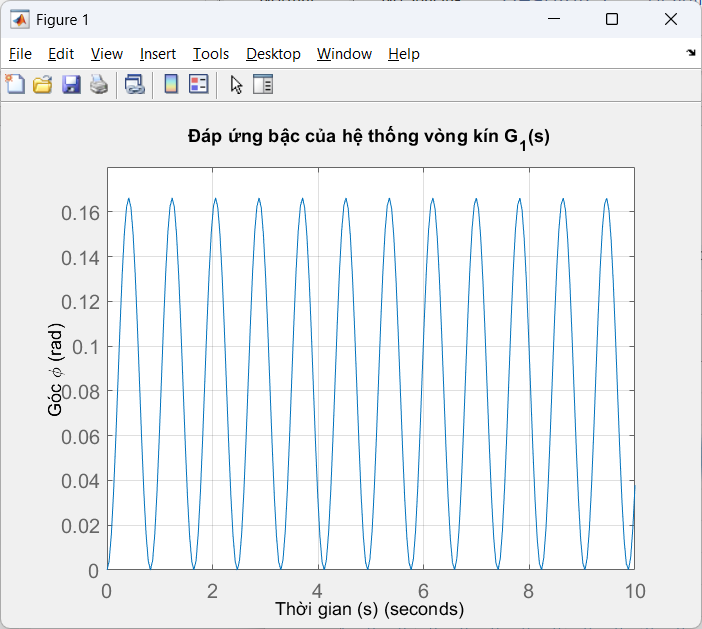 Figure 1
File Edit View Insert Tools Desktop Window Help
Đáp ứng bậc của hệ thống vòng kín G₁(s)
0.16
0.14
0.12
0.1
0.08
0.06
0.04
0.02
0
Góc ϕ (rad)
0 2 4 6 8 10
Thời gian (s) (seconds)